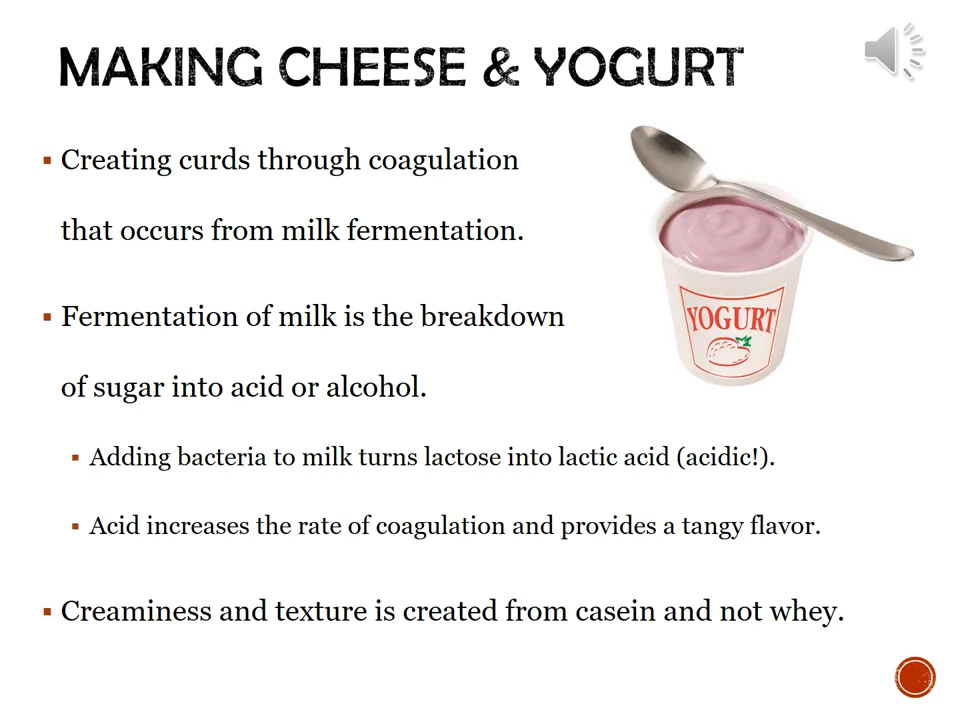 MAKING CHEESE & YOGURT
▪ Creating curds through coagulation
that occurs from milk fermentation.
▪ Fermentation of milk is the breakdown
of sugar into acid or alcohol.
▪ Adding bacteria to milk turns lactose into lactic acid (acidic!).
▪ Acid increases the rate of coagulation and provides a tangy flavor.
▪ Creaminess and texture is created from casein and not whey.
YOGURT